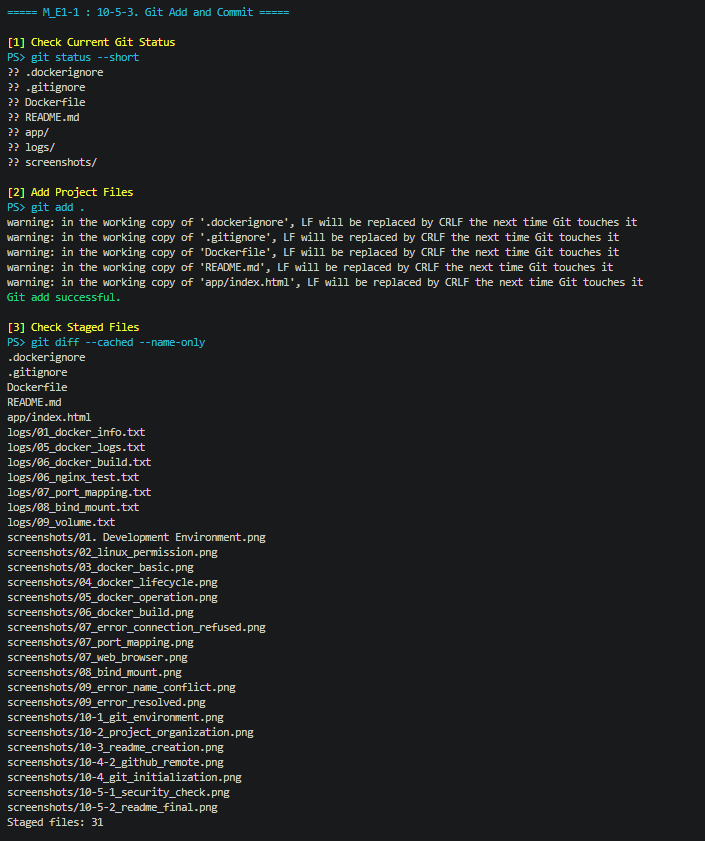 ===== M_E1-1 : 10-5-3. Git Add and Commit =====
[1] Check Current Git Status
PS> git status --short
?? .dockerignore
?? .gitignore
?? Dockerfile
?? README.md
?? app/
?? logs/
?? screenshots/
[2] Add Project Files
PS> git add .
warning: in the working copy of '.dockerignore', LF will be replaced by CRLF the next time Git touches it
warning: in the working copy of '.gitignore', LF will be replaced by CRLF the next time Git touches it
warning: in the working copy of 'Dockerfile', LF will be replaced by CRLF the next time Git touches it
warning: in the working copy of 'README.md', LF will be replaced by CRLF the next time Git touches it
warning: in the working copy of 'app/index.html', LF will be replaced by CRLF the next time Git touches it
Git add successful.
[3] Check Staged Files
PS> git diff --cached --name-only
.dockerignore
.gitignore
Dockerfile
README.md
app/index.html
logs/01_docker_info.txt
logs/05_docker_logs.txt
logs/06_docker_build.txt
logs/06_nginx_test.txt
logs/07_port_mapping.txt
logs/08_bind_mount.txt
logs/09_volume.txt
screenshots/01. Development Environment.png
screenshots/02_linux_permission.png
screenshots/03_docker_basic.png
screenshots/04_docker_lifecycle.png
screenshots/05_docker_operation.png
screenshots/06_docker_build.png
screenshots/07_error_connection_refused.png
screenshots/07_port_mapping.png
screenshots/07_web_browser.png
screenshots/08_bind_mount.png
screenshots/09_error_name_conflict.png
screenshots/09_error_resolved.png
screenshots/10-1_git_environment.png
screenshots/10-2_project_organization.png
screenshots/10-3_readme_creation.png
screenshots/10-4-2_github_remote.png
screenshots/10-4_git_initialization.png
screenshots/10-5-1_security_check.png
screenshots/10-5-2_readme_final.png
Staged files: 31